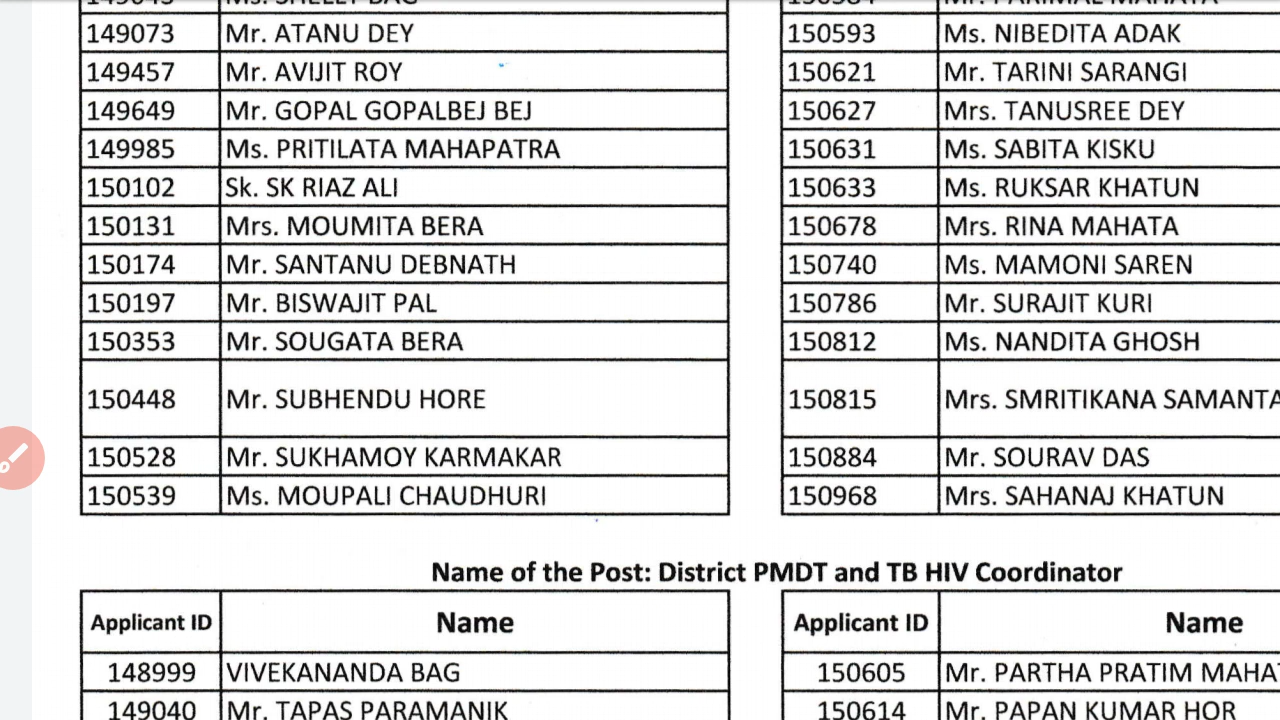 149073 Mr. ATANU DEY 150593 Ms. NIBEDITA ADAK
149457 Mr. AVIJIT ROY 150621 Mr. TARINI SARANGI
149649 Mr. GOPAL GOPALBEJ BEJ 150627 Mrs. TANUSREE DEY
149985 Ms. PRITILATA MAHAPATRA 150631 Ms. SABITA KISKU
150102 Sk. SK RIAZ ALI 150633 Ms. RUKSAR KHATUN
150131 Mrs. MOUMITA BERA 150678 Mrs. RINA MAHATA
150174 Mr. SANTANU DEBNATH 150740 Ms. MAMONI SAREN
150197 Mr. BISWAJIT PAL 150786 Mr. SURAJIT KURI
150353 Mr. SOUGATA BERA 150812 Ms. NANDITA GHOSH
150448 Mr. SUBHENDU HORE 150815 Mrs. SMRITIKANA SAMANTA
150528 Mr. SUKHAMOY KARMAKAR 150884 Mr. SOURAV DAS
150539 Ms. MOUPALI CHAUDHURI 150968 Mrs. SAHANAJ KHATUN
Name of the Post: District PMDT and TB HIV Coordinator
Applicant ID Name Applicant ID Name
148999 VIVEKANANDA BAG 150605 Mr. PARTHA PRATIM
149040 Mr. TAPAS PARAMANIK 150614 Mr. PAPAN KUMAR HOR